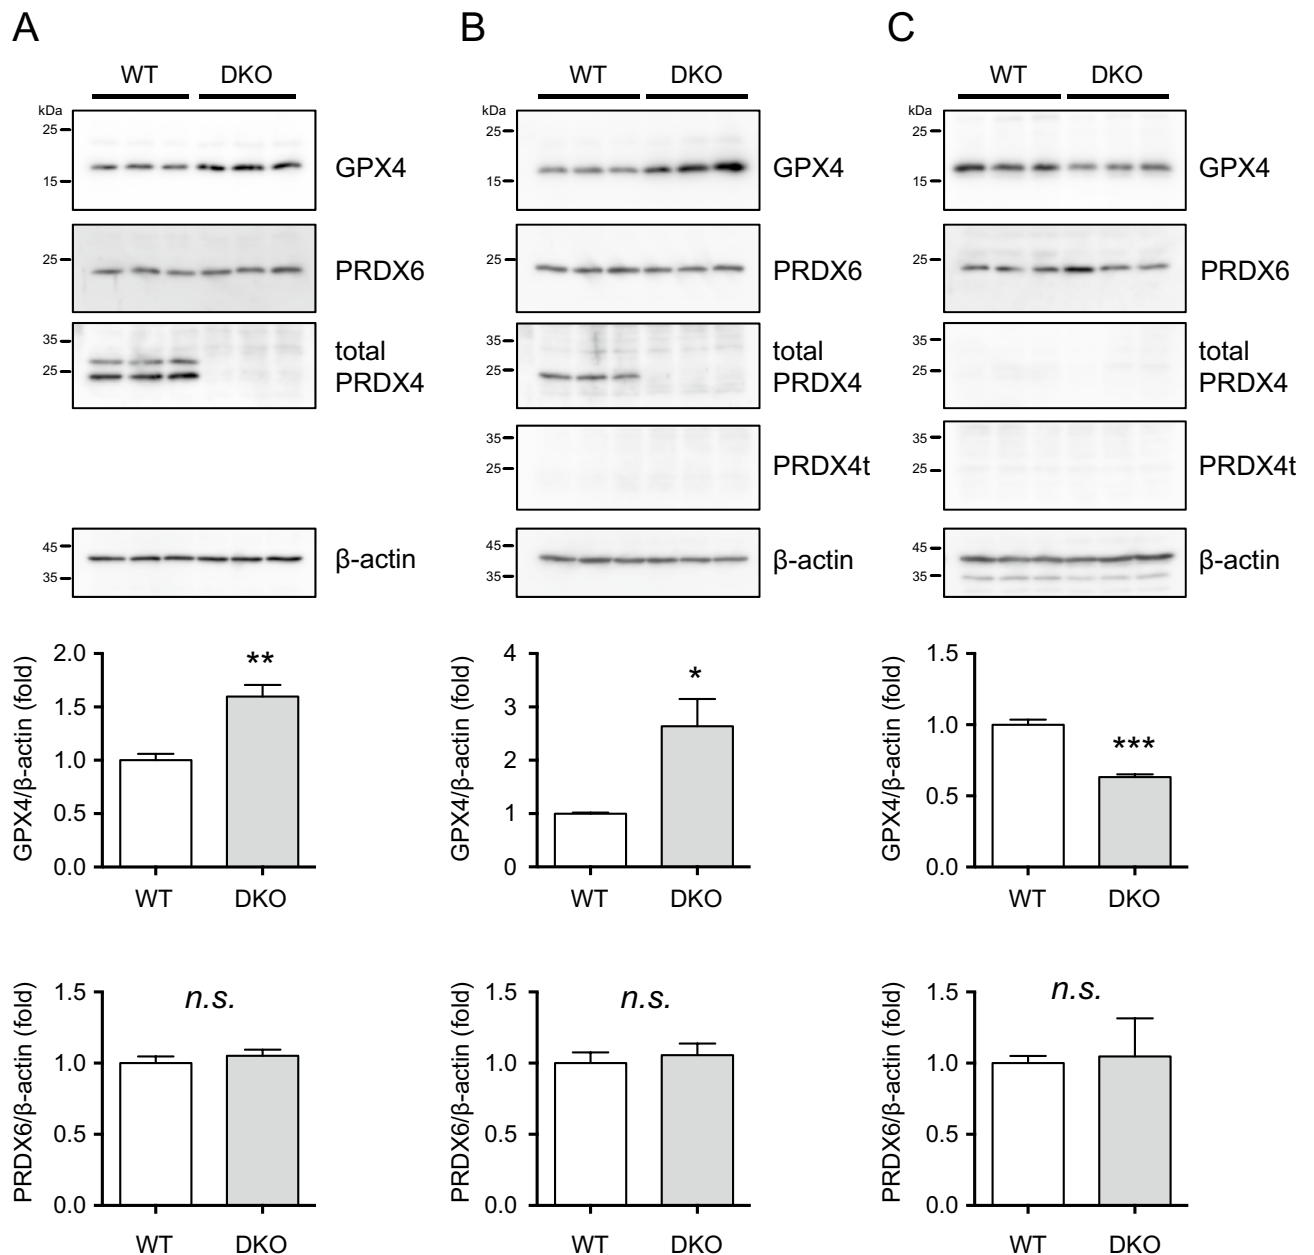 A
WT DKO
kDa
25
15
GPX4
25
PRDX6
35
25
total
PRDX4
45
35
β-actin
GPX4/β-actin (fold)
2.0
1.5
1.0
0.5
0.0
**
WT DKO
PRDX6/β-actin (fold)
1.5
1.0
0.5
0.0
n.s.
WT DKO
B
WT DKO
kDa
25
15
GPX4
25
PRDX6
35
25
total
PRDX4
35
25
PRDX4t
45
35
β-actin
GPX4/β-actin (fold)
4
3
2
1
0
*
WT DKO
PRDX6/β-actin (fold)
1.5
1.0
0.5
0.0
n.s.
WT DKO
C
WT DKO
kDa
25
15
GPX4
25
PRDX6
35
25
total
PRDX4
35
25
PRDX4t
45
35
β-actin
GPX4/β-actin (fold)
1.5
1.0
0.5
0.0
***
WT DKO
PRDX6/β-actin (fold)
1.5
1.0
0.5
0.0
n.s.
WT DKO